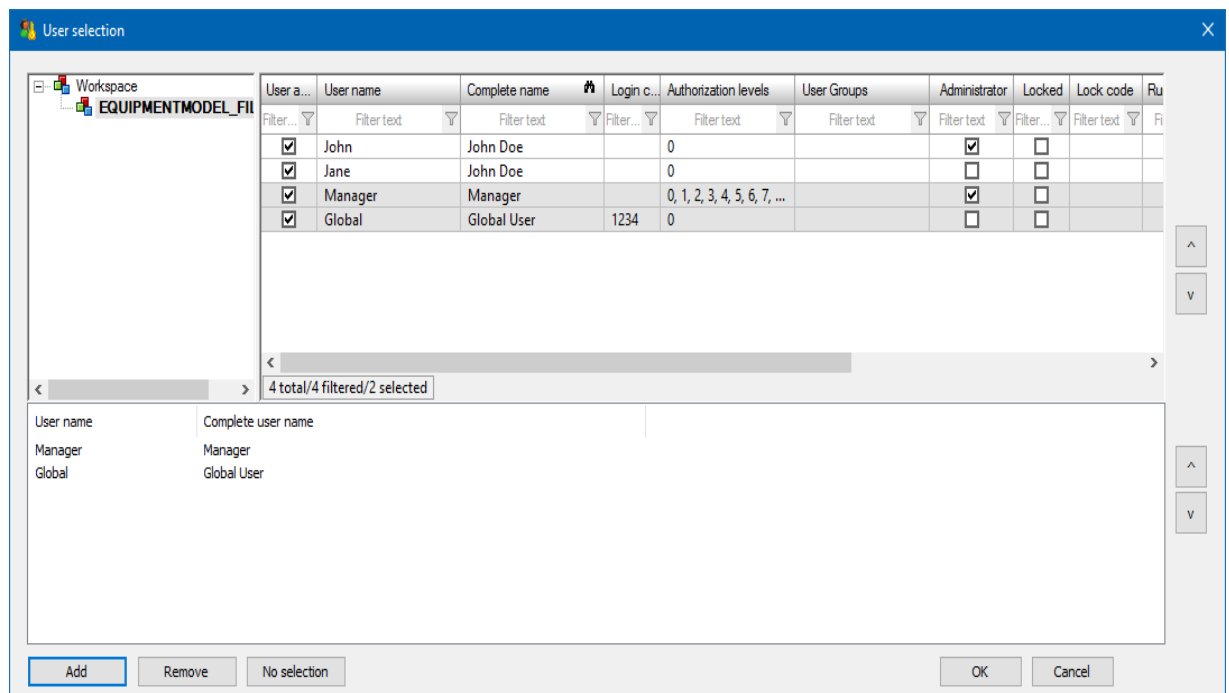 User selection
Workspace
EQUIPMENTMODEL_FIL
User a... User name Complete name Login c... Authorization levels User Groups Administrator Locked Lock code Ru
Filter... Filter text Filter text Filter... Filter text Filter text Filter text Filter... Filter text Fi
John John Doe 0
Jane John Doe 0
Manager Manager 0, 1, 2, 3, 4, 5, 6, 7, ...
Global Global User 1234 0
4 total/4 filtered/2 selected
User name Complete user name
Manager Manager
Global Global User
Add Remove No selection OK Cancel